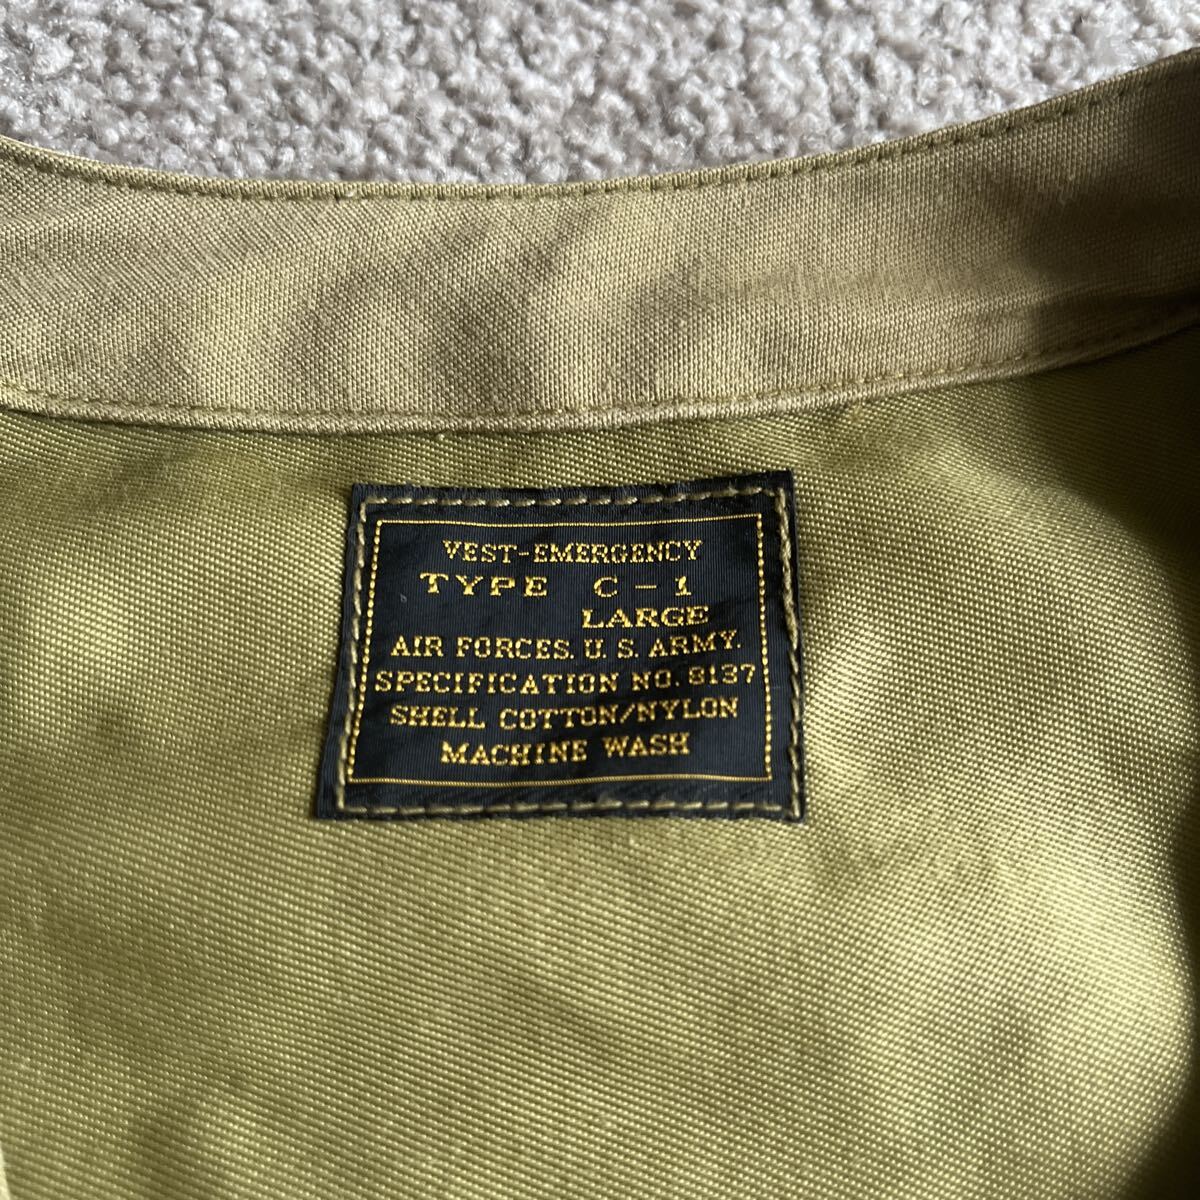 VEST-EMERGENCY
TYPE C-1
LARGE
AIR FORCES. U. S. ARMY.
SPECIFICATION NO. 8137
SHELL COTTON/NYLON
MACHINE WASH